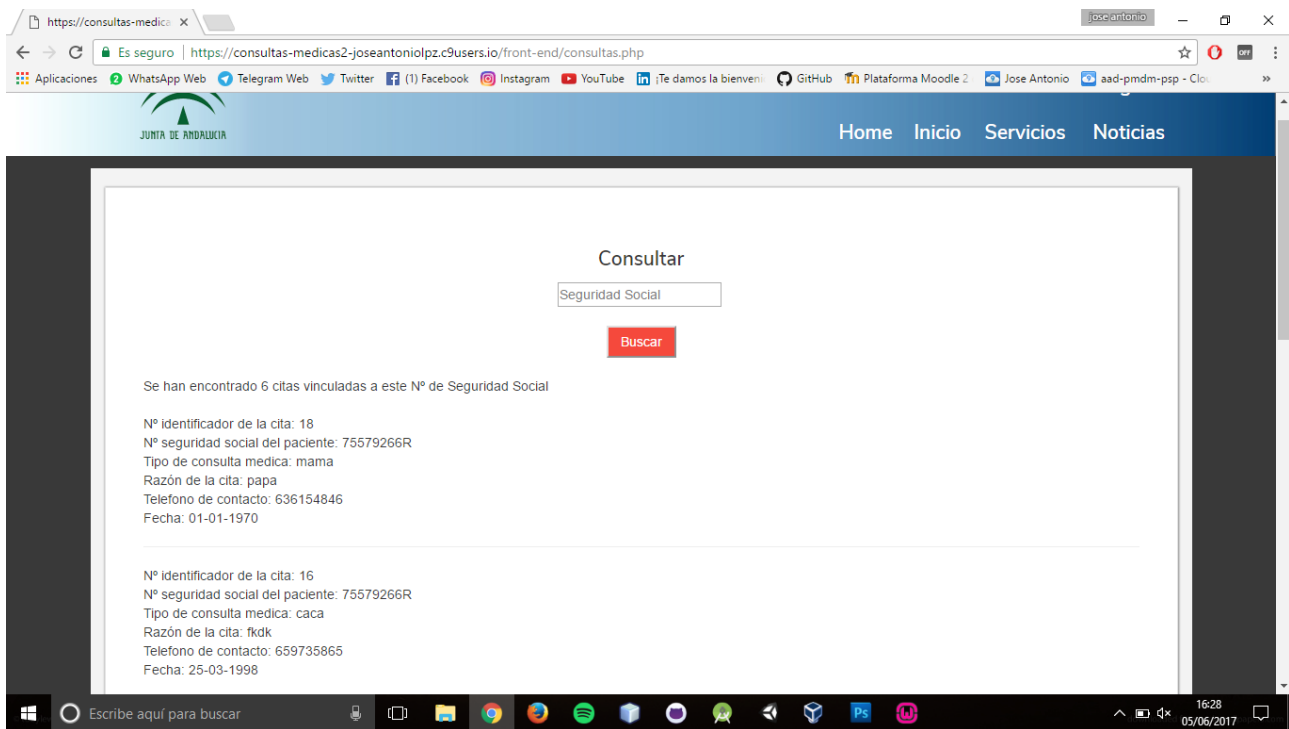 https://consultas-medica
jose antonio
Es seguro | https://consultas-medicas2-joseantoniolpz.c9users.io/front-end/consultas.php
OFF
Aplicaciones WhatsApp Web Telegram Web Twitter (1) Facebook Instagram YouTube ¡Te damos la bienveni GitHub Plataforma Moodle 2 Jose Antonio aad-pmdm-psp - Clou »
JUNTA DE ANDALUCIA
Home Inicio Servicios Noticias
Consultar
Seguridad Social
Buscar
Se han encontrado 6 citas vinculadas a este Nº de Seguridad Social
Nº identificador de la cita: 18
Nº seguridad social del paciente: 75579266R
Tipo de consulta medica: mama
Razón de la cita: papa
Telefono de contacto: 636154846
Fecha: 01-01-1970
Nº identificador de la cita: 16
Nº seguridad social del paciente: 75579266R
Tipo de consulta medica: caca
Razón de la cita: fkdk
Telefono de contacto: 659735865
Fecha: 25-03-1998
Escribe aquí para buscar
Ps
16:28
05/06/2017